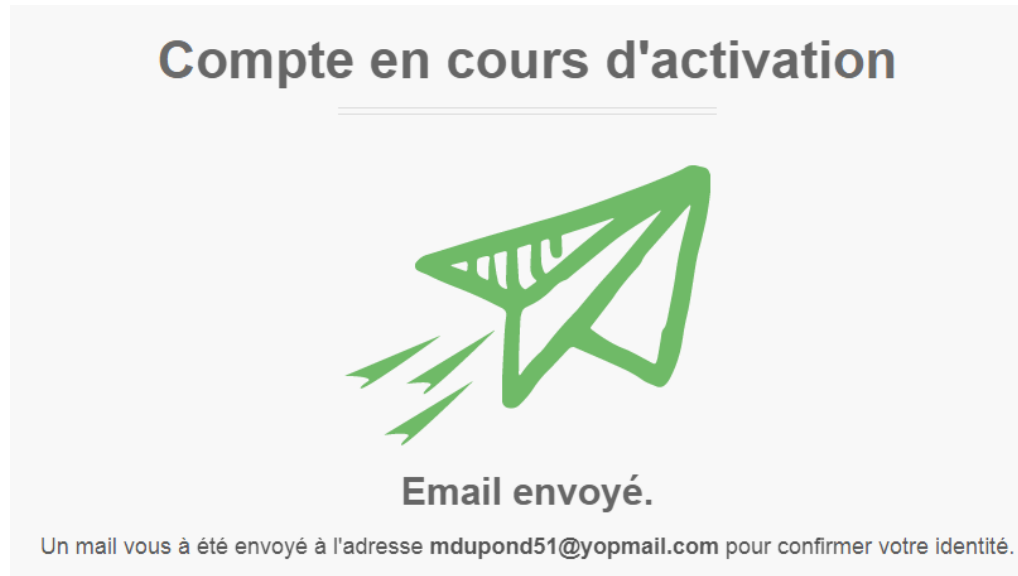 Compte en cours d'activation
Email envoyé.
Un mail vous à été envoyé à l'adresse mdupond51@yopmail.com pour confirmer votre identité.